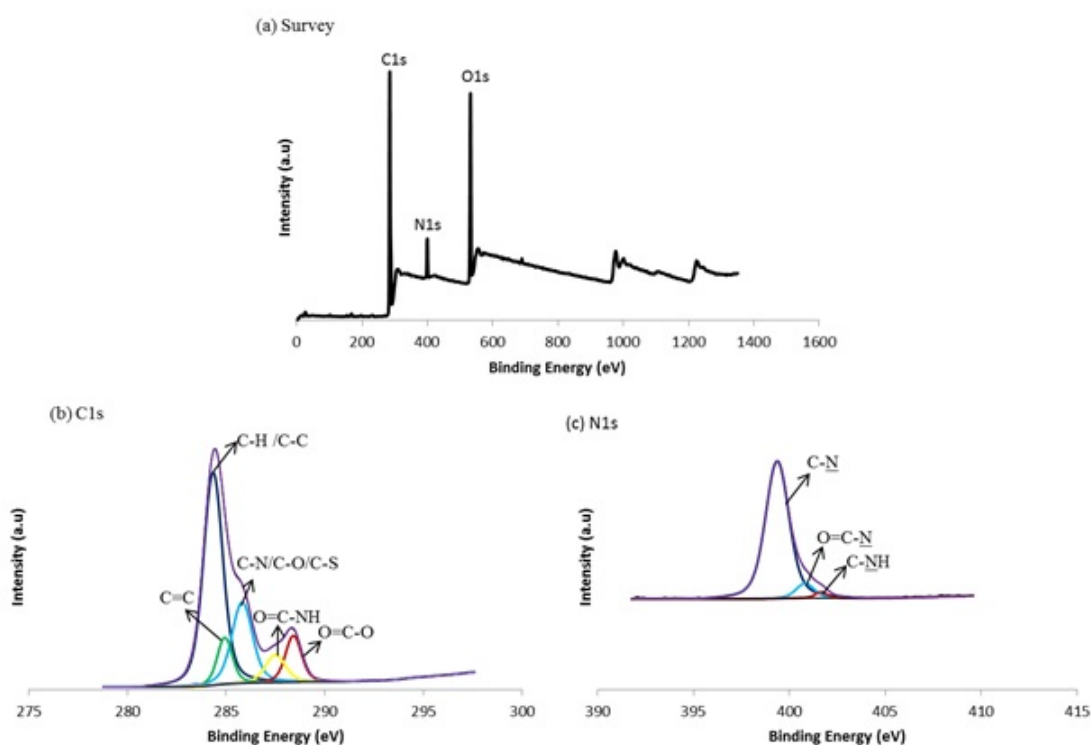 (a) Survey
C1s
O1s
N1s
Intensity (a.u)
0 200 400 600 800 1000 1200 1400 1600
Binding Energy (eV)
(b) C1s
C-H /C-C
C-N/C-O/C-S
C=C
O=C-NH
O=C-O
Intensity (a.u)
275 280 285 290 295 300
Binding Energy (eV)
(c) N1s
C-N
O=C-N
C-NH
Intensity (a.u)
390 395 400 405 410 415
Binding Energy (eV)